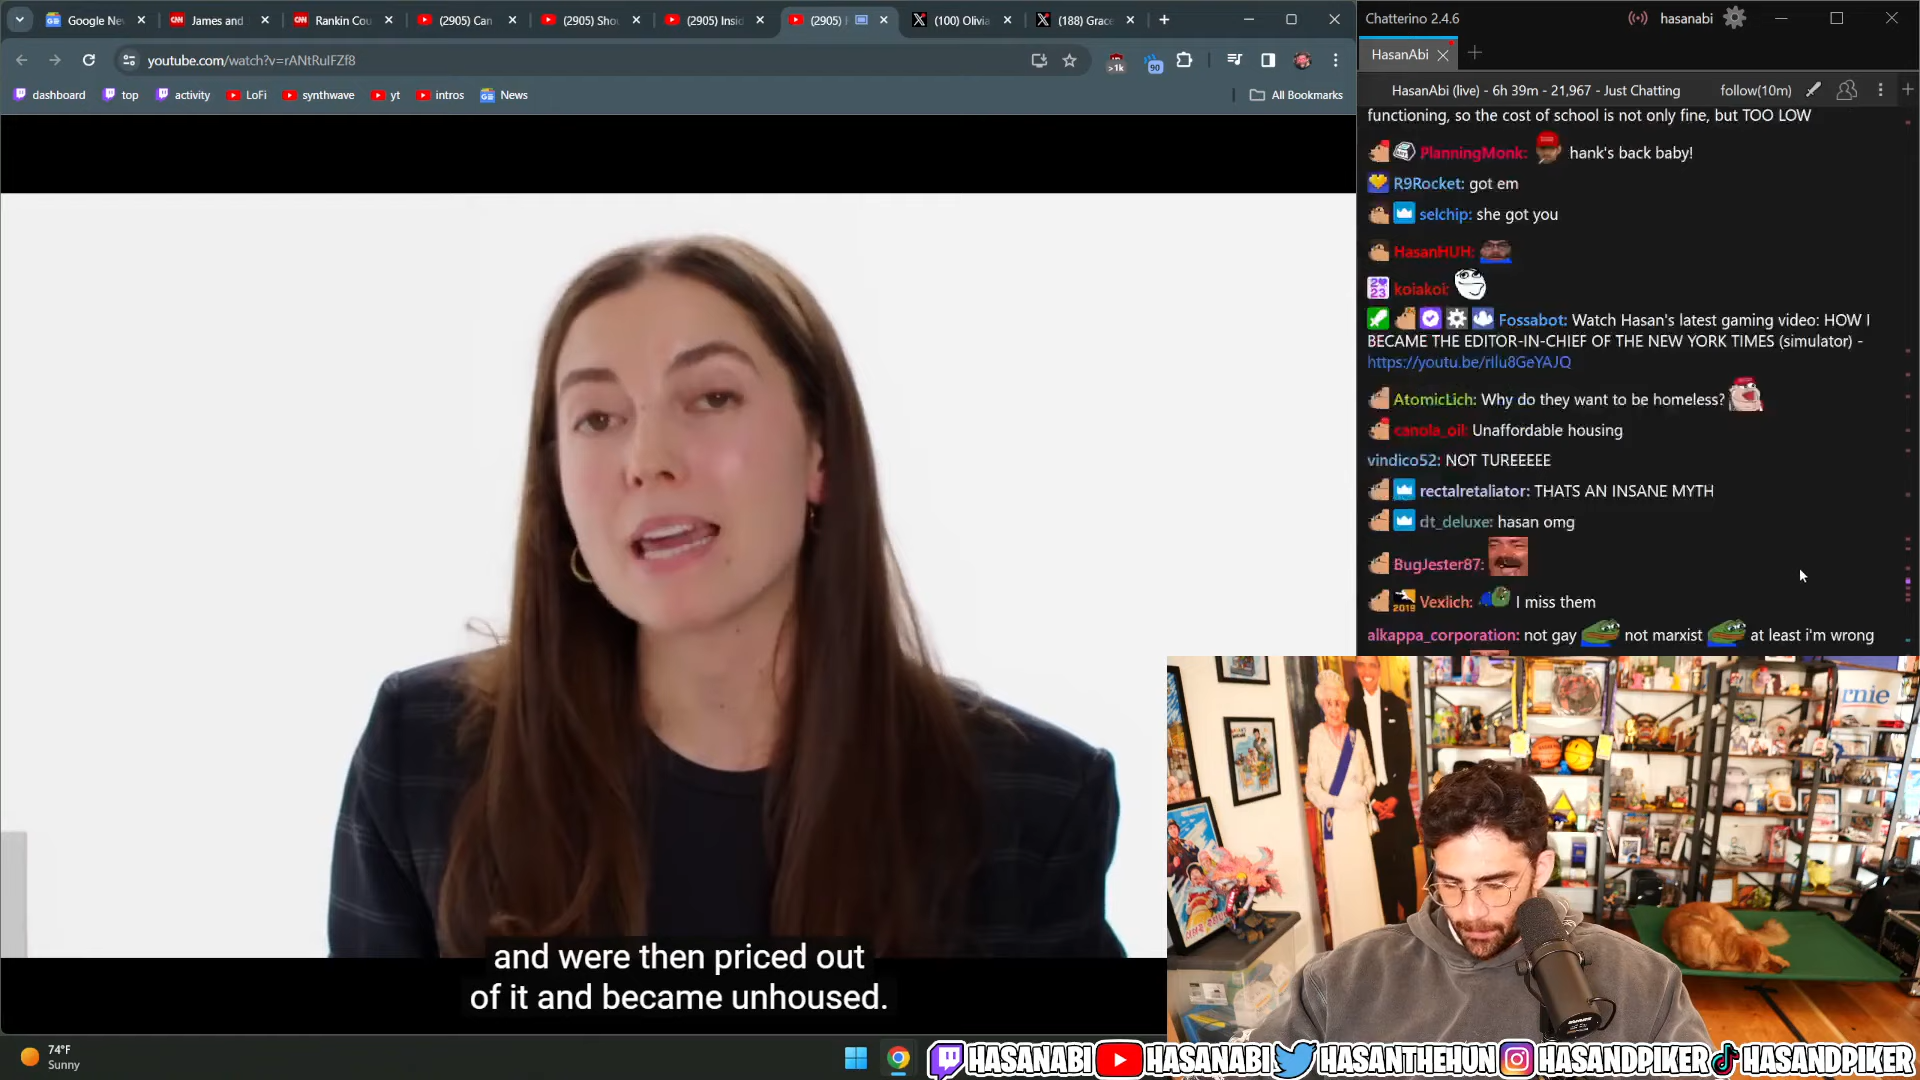 Google Ne
James and
Rankin Cou
(2905) Can
(2905) Sho
(2905) Insid
(2905)
(100) Olivia
(188) Grace
youtube.com/watch?v=rANtRuIFZf8
>1k
90
dashboard
top
activity
LoFi
synthwave
yt
intros
News
All Bookmarks
and were then priced out
of it and became unhoused.
Chatterino 2.4.6
hasanabi
HasanAbi
HasanAbi (live) - 6h 39m - 21,967 - Just Chatting
follow(10m)
functioning, so the cost of school is not only fine, but TOO LOW
PlanningMonk: hank's back baby!
R9Rocket: got em
selchip: she got you
HasanHUH:
koiakoi:
Fossabot: Watch Hasan's latest gaming video: HOW I
BECAME THE EDITOR-IN-CHIEF OF THE NEW YORK TIMES (simulator) -
https://youtu.be/rIlu8GeYAJQ
AtomicLich: Why do they want to be homeless?
canola_oil: Unaffordable housing
vindico52: NOT TUREEEEE
rectalretaliator: THATS AN INSANE MYTH
dt_deluxe: hasan omg
BugJester87:
2019 Vexlich: I miss them
alkappa_corporation: not gay not marxist at least i'm wrong
rnie
74°F
Sunny
HASANABI HASANABI HASANTHEHUN HASANDPIKER HASANDPIKER